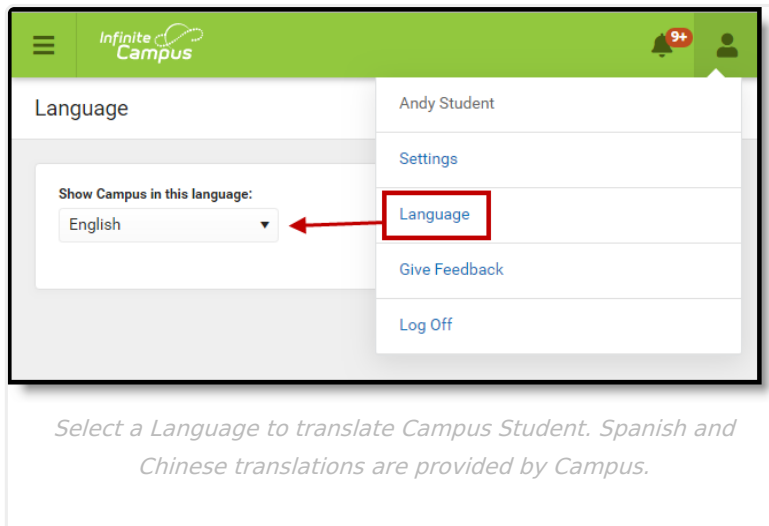 Infinite
Campus
9+
Language
Andy Student
Settings
Show Campus in this language:
English
Language
Give Feedback
Log Off
Select a Language to translate Campus Student. Spanish and
Chinese translations are provided by Campus.